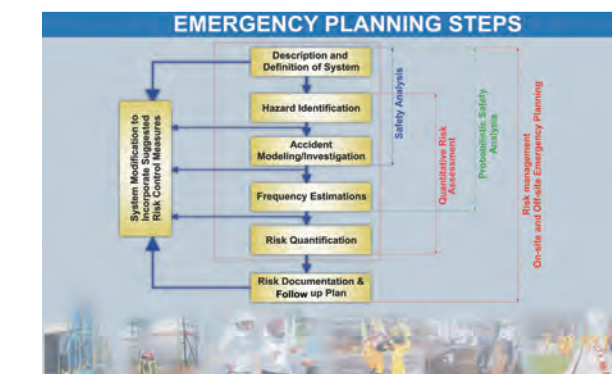 EMERGENCY PLANNING STEPS
Description and
Definition of System
Hazard Identification
Accident
Modeling/Investigation
Frequency Estimations
Risk Quantification
Risk Documentation &
Follow up Plan
System Modification to
Incorporate Suggested
Risk Control Measures
Safety Analysis
Quantitative Risk
Assessment
Probabilistic Safety
Analysis
Risk management
On-site and Off-site Emergency Planning